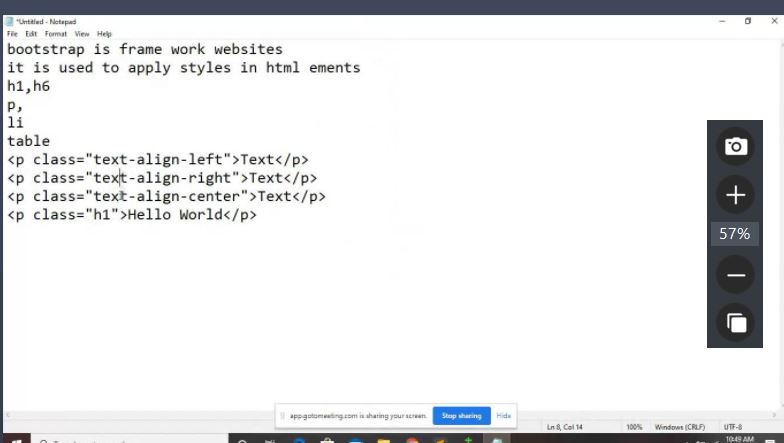 *Untitled - Notepad
File Edit Format View Help
bootstrap is frame work websites
it is used to apply styles in html ements
h1,h6
p,
li
table
<p class="text-align-left">Text</p>
<p class="text-align-right">Text</p>
<p class="text-align-center">Text</p>
<p class="h1">Hello World</p>
57%
app.gotomeeting.com is sharing your screen. Stop sharing Hide
Ln 8, Col 14 100% Windows (CRLF) UTF-8
10:49 AM